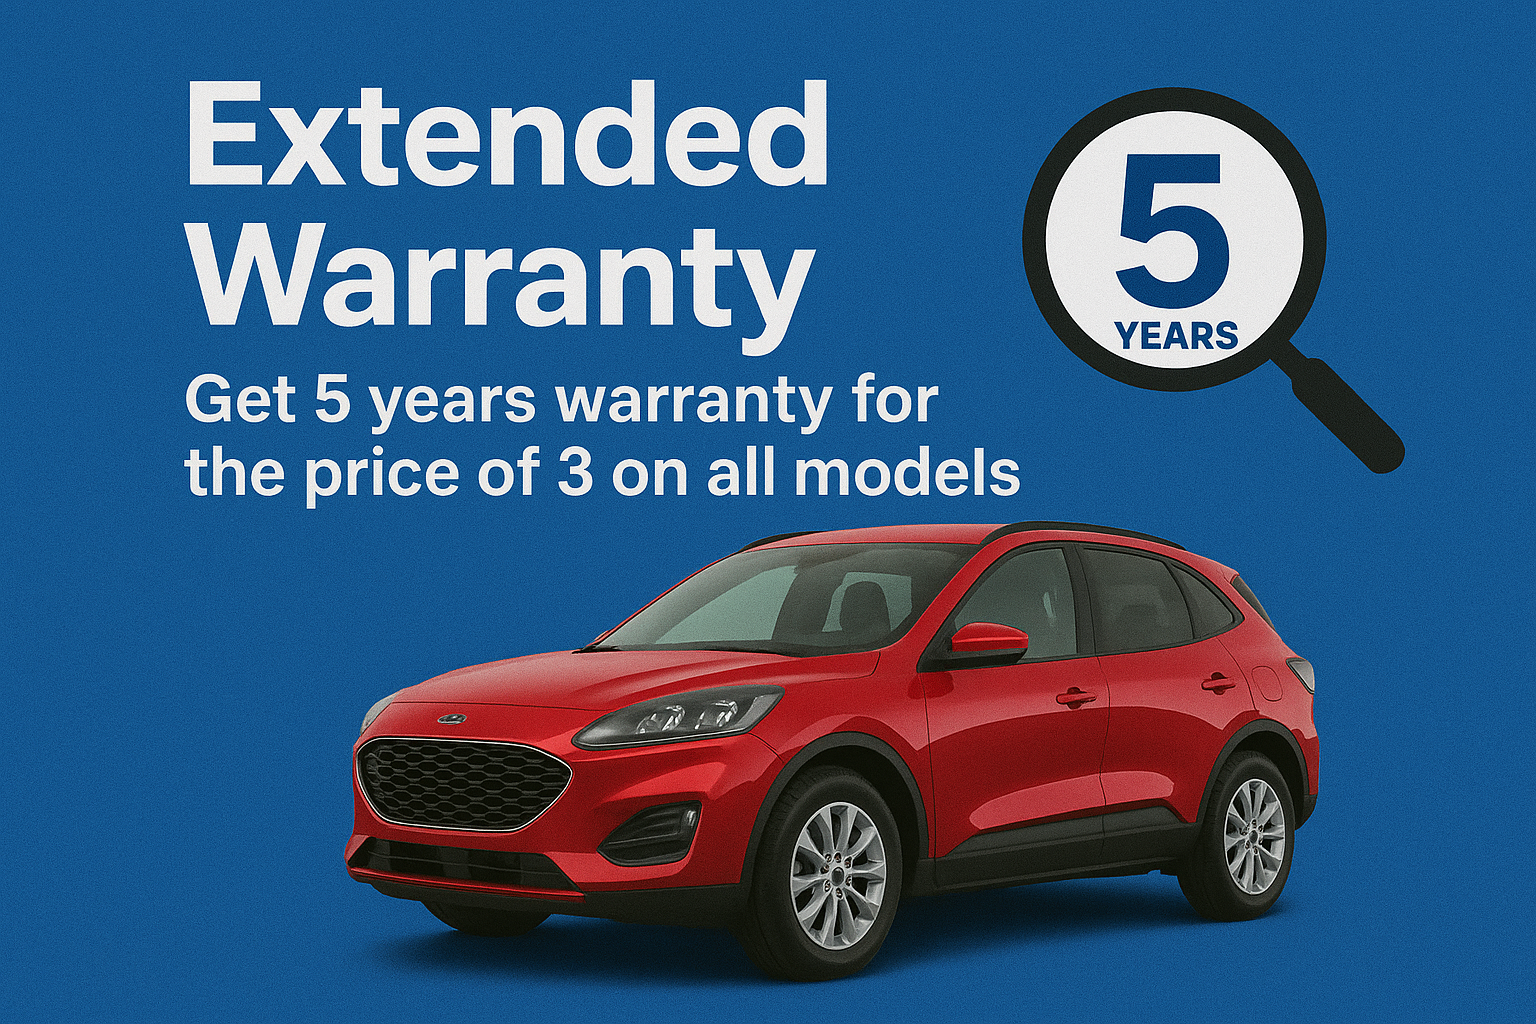 Extended
Warranty
Get 5 years warranty for
the price of 3 on all models
5
YEARS